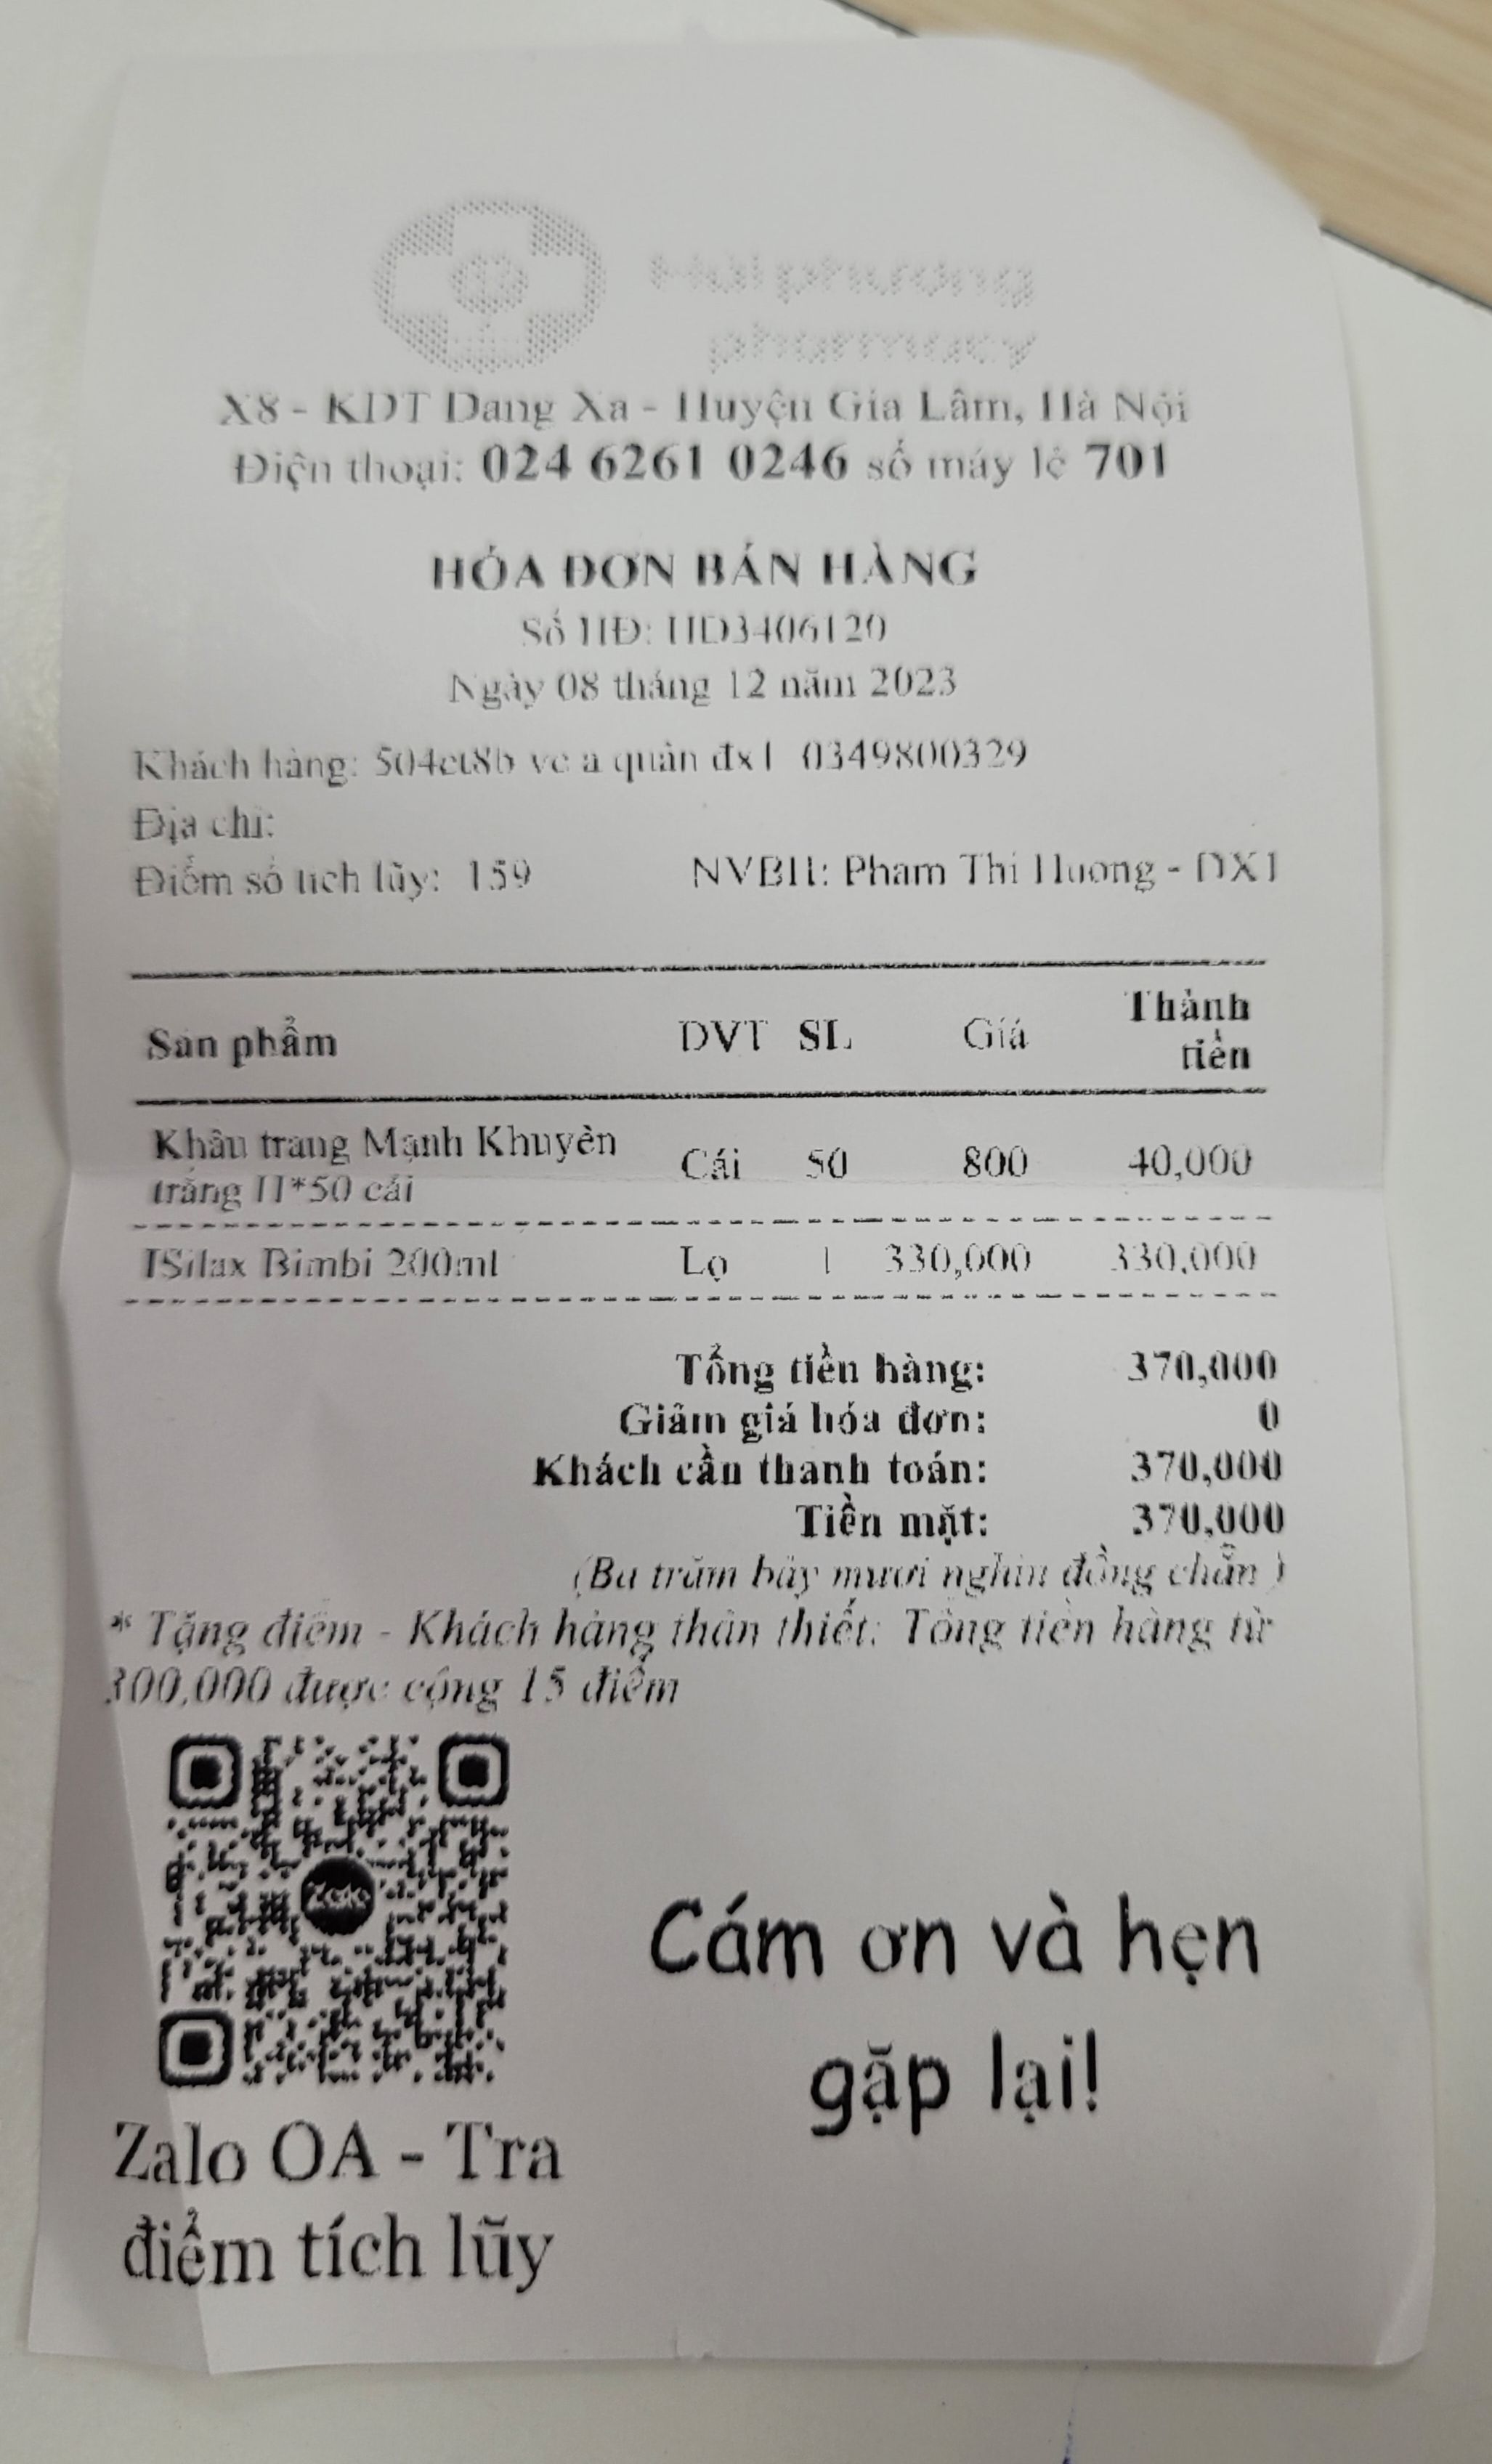 Hải phương
pharmacy
X8 - KDT Dang Xa - Huyện Gia Lâm, Hà Nội
Điện thoại: 024 6261 0246 số máy lẻ 701
HÓA ĐƠN BÁN HÀNG
Số HĐ: HD3406120
Ngày 08 tháng 12 năm 2023
Khách hàng: 504ct8b vc a quân đx1 0349800329
Địa chỉ:
Điểm số tích lũy: 159 NVBH: Pham Thi Huong - DX1
Sản phẩm DVT SL Giá Thành tiền
Khẩu trang Mạnh Khuyên Cái 50 800 40,000
trắng H*50 cái
ISilax Bimbi 200ml Lọ 1 330,000 330,000
Tổng tiền hàng: 370,000
Giảm giá hóa đơn: 0
Khách cần thanh toán: 370,000
Tiền mặt: 370,000
(Ba trăm bảy mươi nghìn đồng chẵn )
* Tặng điểm - Khách hàng thân thiết: Tổng tiền hàng từ
300,000 được cộng 15 điểm
Zalo
Cám ơn và hẹn
gặp lại!
Zalo OA - Tra
điểm tích lũy